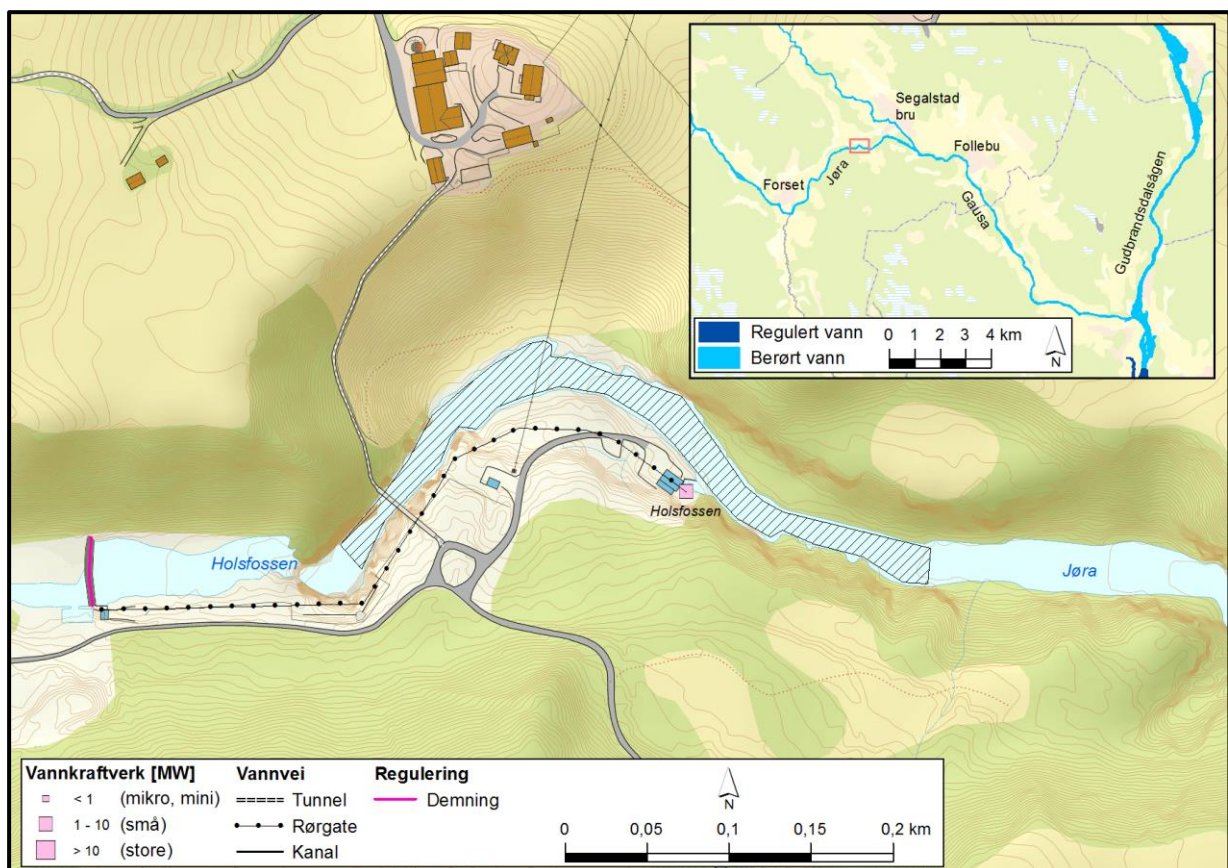 Segalstad
bru
Follebu
Forset
Jøra
Gausa
Gudbrandsdalslågen
Regulert vann
Berørt vann
0 1 2 3 4 km
N
Holsfossen
Holsfossen
Jøra
Vannkraftverk [MW] Vannvei Regulering
< 1 (mikro, mini) Tunnel Demning
1 - 10 (små) Rørgate
> 10 (store) Kanal
N
0 0,05 0,1 0,15 0,2 km